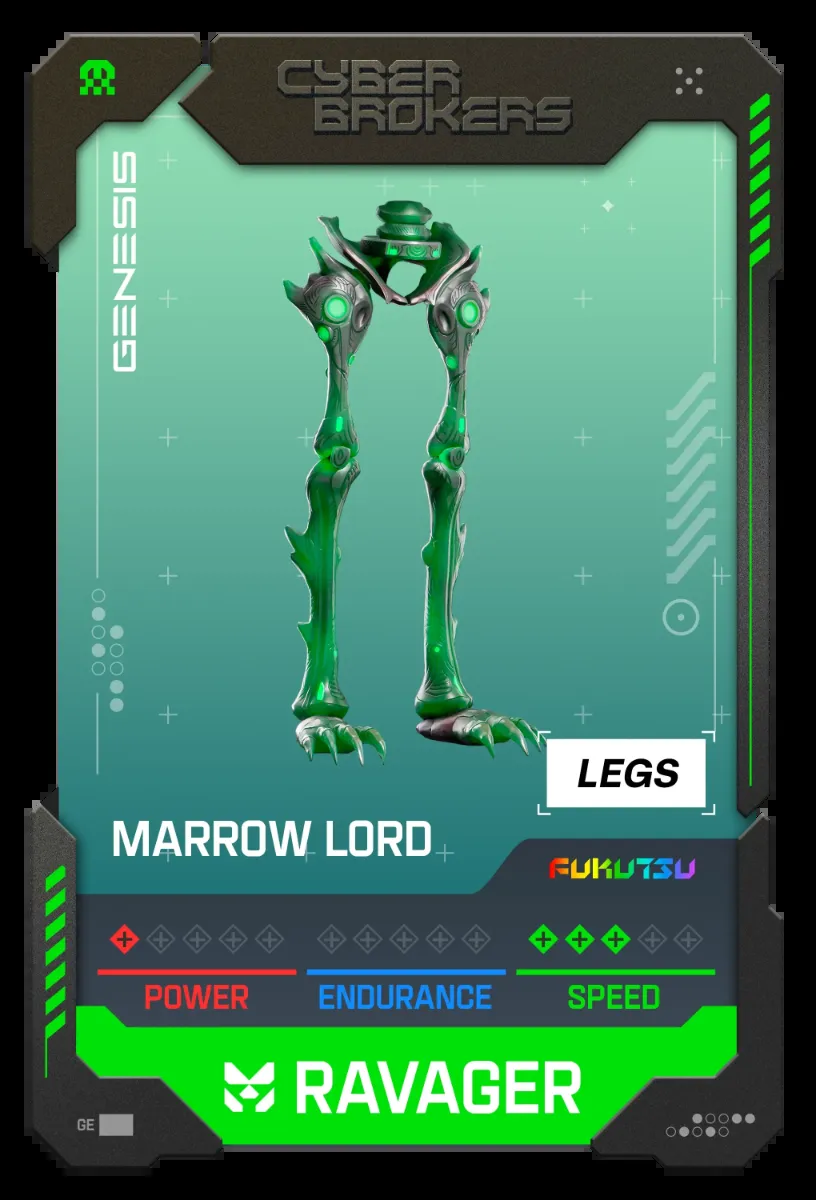 CYBER
BROKERS
GENESIS
LEGS
MARROW LORD
FUKUTSU
POWER
ENDURANCE
SPEED
RAVAGER
GE